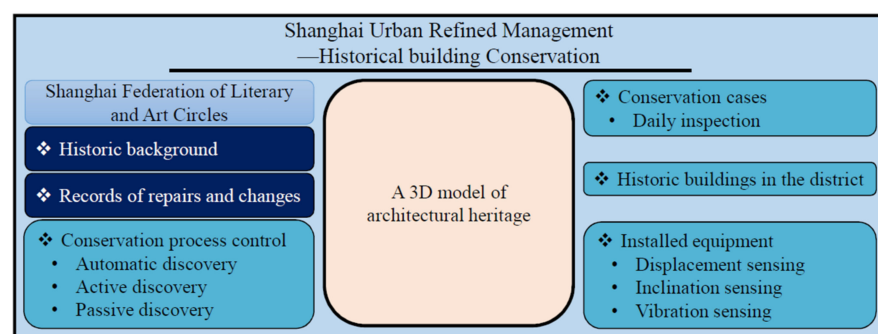 Shanghai Urban Refined Management
—Historical building Conservation
Shanghai Federation of Literary
and Art Circles
❖ Historic background
❖ Records of repairs and changes
❖ Conservation process control
• Automatic discovery
• Active discovery
• Passive discovery
A 3D model of
architectural heritage
❖ Conservation cases
• Daily inspection
❖ Historic buildings in the district
❖ Installed equipment
• Displacement sensing
• Inclination sensing
• Vibration sensing